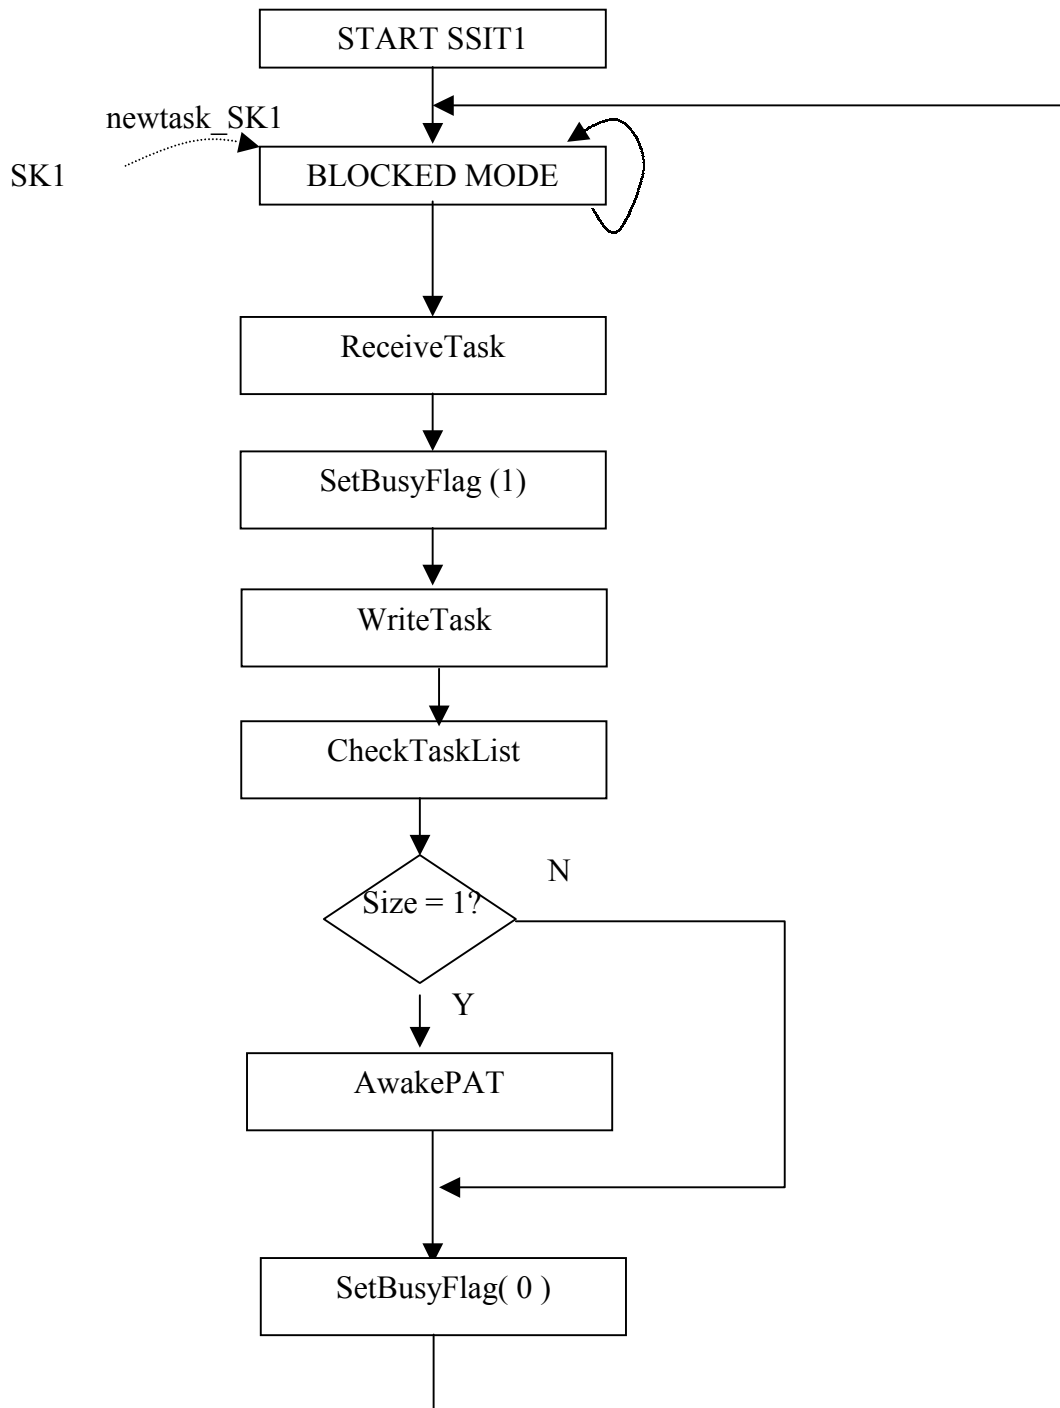 START SSIT1
newtask_SK1
SK1
BLOCKED MODE
ReceiveTask
SetBusyFlag (1)
WriteTask
CheckTaskList
N
Size = 1?
Y
AwakePAT
SetBusyFlag( 0 )